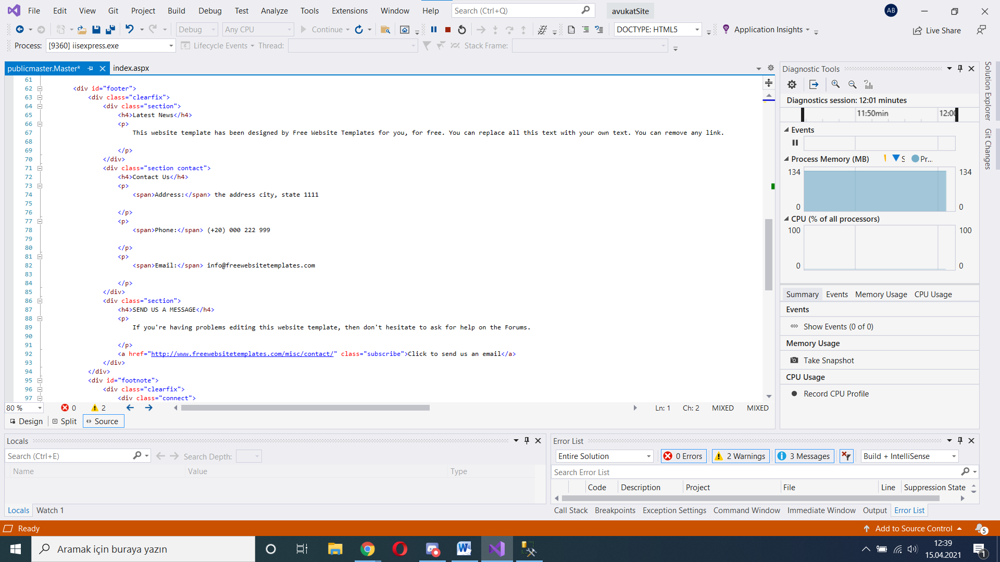 File Edit View Git Project Build Debug Test Analyze Tools Extensions Window Help Search (Ctrl+Q) avukatSite AB
Debug Any CPU Continue DOCTYPE: HTML5 Application Insights Live Share
Process: [9360] iisexpress.exe Lifecycle Events Thread: Stack Frame:
publicmaster.Master* index.aspx
61
62 <div id="footer">
63 <div class="clearfix">
64 <div class="section">
65 <h4>Latest News</h4>
66 <p>
67 This website template has been designed by Free Website Templates for you, for free. You can replace all this text with your own text. You can remove any link.
68
69 </p>
70 </div>
71 <div class="section contact">
72 <h4>Contact Us</h4>
73 <p>
74 <span>Address:</span> the address city, state 1111
75
76 </p>
77 <p>
78 <span>Phone:</span> (+20) 000 222 999
79
80 </p>
81 <p>
82 <span>Email:</span> info@freewebsitetemplates.com
83
84 </p>
85 </div>
86 <div class="section">
87 <h4>SEND US A MESSAGE</h4>
88 <p>
89 If you're having problems editing this website template, then don't hesitate to ask for help on the Forums.
90
91 </p>
92 <a href="http://www.freewebsitetemplates.com/misc/contact/" class="subscribe">Click to send us an email</a>
93 </div>
94 </div>
95 <div id="footnote">
96 <div class="clearfix">
97 <div class="connect">
80 % 0 2 Ln: 1 Ch: 2 MIXED MIXED
Design Split Source
Diagnostic Tools
Diagnostics session: 12:01 minutes
11:50min 12:00
Events
Process Memory (MB) S Pr...
134 134
0 0
CPU (% of all processors)
100 100
0 0
Summary Events Memory Usage CPU Usage
Events
Show Events (0 of 0)
Memory Usage
Take Snapshot
CPU Usage
Record CPU Profile
Solution Explorer
Git Changes
Locals
Search (Ctrl+E) Search Depth:
Name Value Type
Locals Watch 1
Error List
Entire Solution 0 Errors 2 Warnings 3 Messages Build + IntelliSense
Search Error List
Code Description Project File Line Suppression State
Call Stack Breakpoints Exception Settings Command Window Immediate Window Output Error List
Ready Add to Source Control 5
Aramak için buraya yazın
12:39
15.04.2021
1